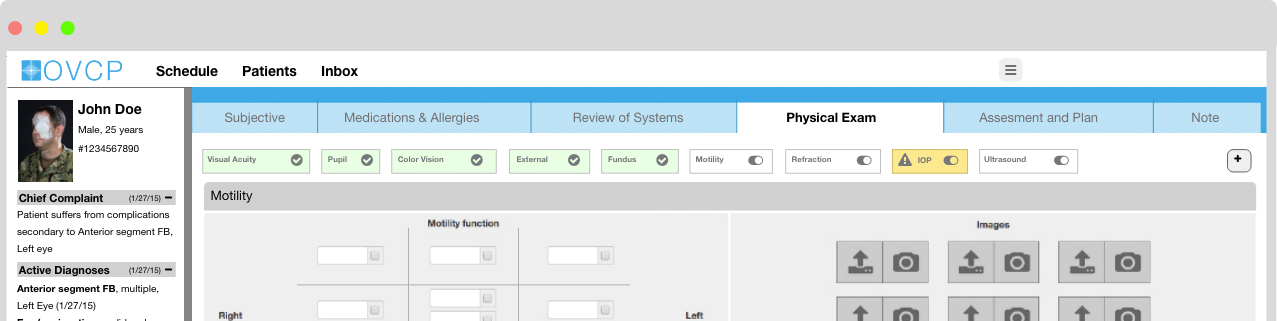 OVCP
Schedule Patients Inbox
John Doe
Male, 25 years
#1234567890
Chief Complaint (1/27/15)
Patient suffers from complications
secondary to Anterior segment FB,
Left eye
Active Diagnoses (1/27/15)
Anterior segment FB, multiple,
Left Eye (1/27/15)
Subjective Medications & Allergies Review of Systems Physical Exam Assesment and Plan Note
Visual Acuity Pupil Color Vision External Fundus Motility Refraction IOP Ultrasound +
Motility
Motility function
Right Left
Images